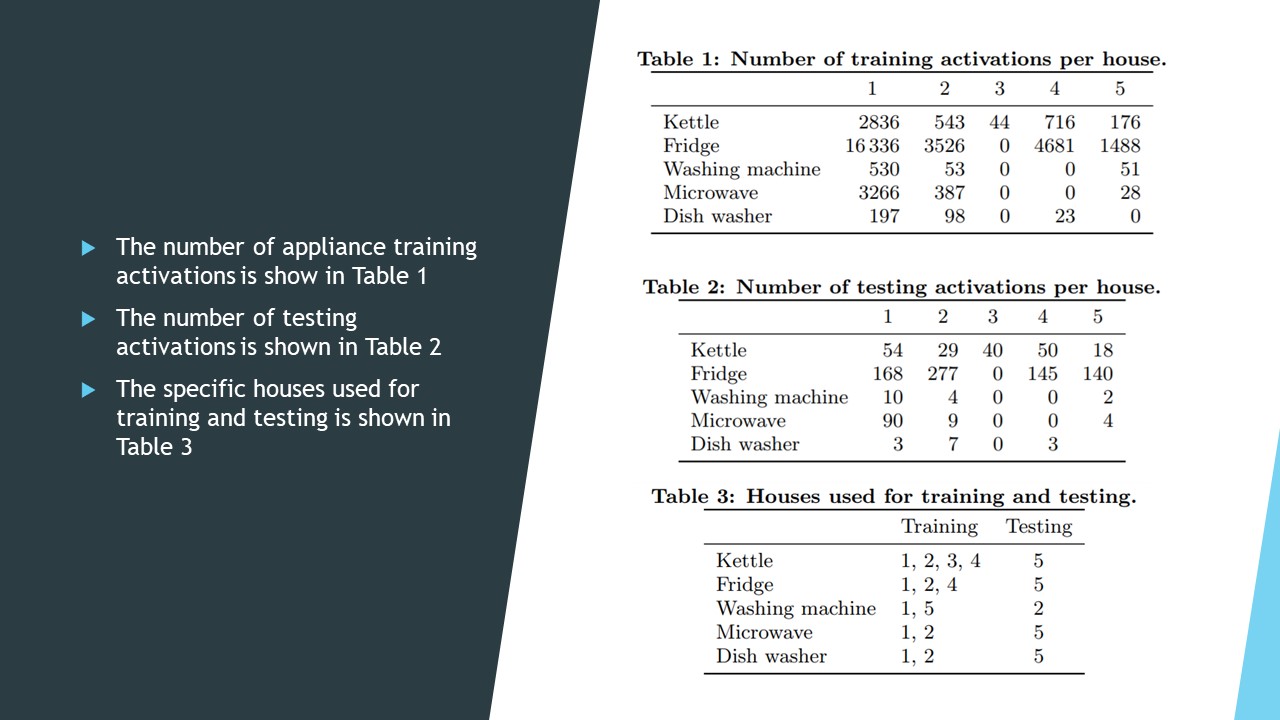 The number of appliance training
activations is show in Table 1
The number of testing
activations is shown in Table 2
The specific houses used for
training and testing is shown in
Table 3
Table 1: Number of training activations per house.
1 2 3 4 5
Kettle 2836 543 44 716 176
Fridge 16 336 3526 0 4681 1488
Washing machine 530 53 0 0 51
Microwave 3266 387 0 0 28
Dish washer 197 98 0 23 0
Table 2: Number of testing activations per house.
1 2 3 4 5
Kettle 54 29 40 50 18
Fridge 168 277 0 145 140
Washing machine 10 4 0 0 2
Microwave 90 9 0 0 4
Dish washer 3 7 0 3
Table 3: Houses used for training and testing.
Training Testing
Kettle 1, 2, 3, 4 5
Fridge 1, 2, 4 5
Washing machine 1, 5 2
Microwave 1, 2 5
Dish washer 1, 2 5